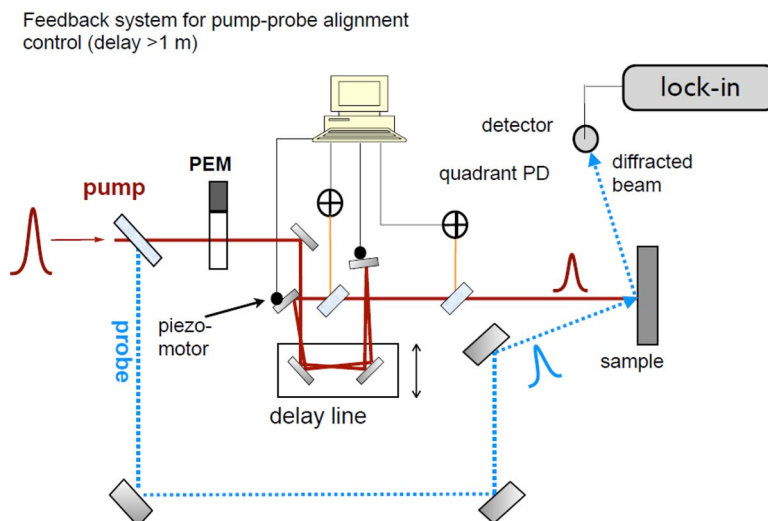 Feedback system for pump-probe alignment
control (delay >1 m)
lock-in
detector
PEM
quadrant PD
diffracted
beam
pump
piezo-
motor
probe
sample
delay line